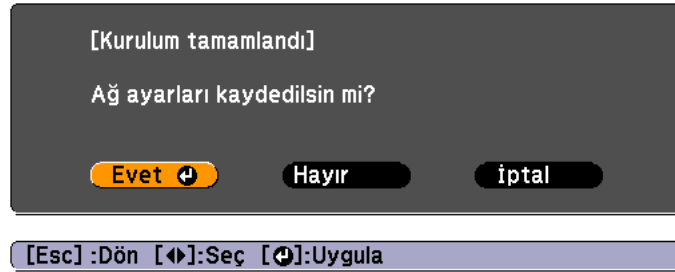 [Kurulum tamamlandı]
Ağ ayarları kaydedilsin mi?
Evet Hayır İptal
[Esc] :Dön [◆]:Seç [↵]:Uygula